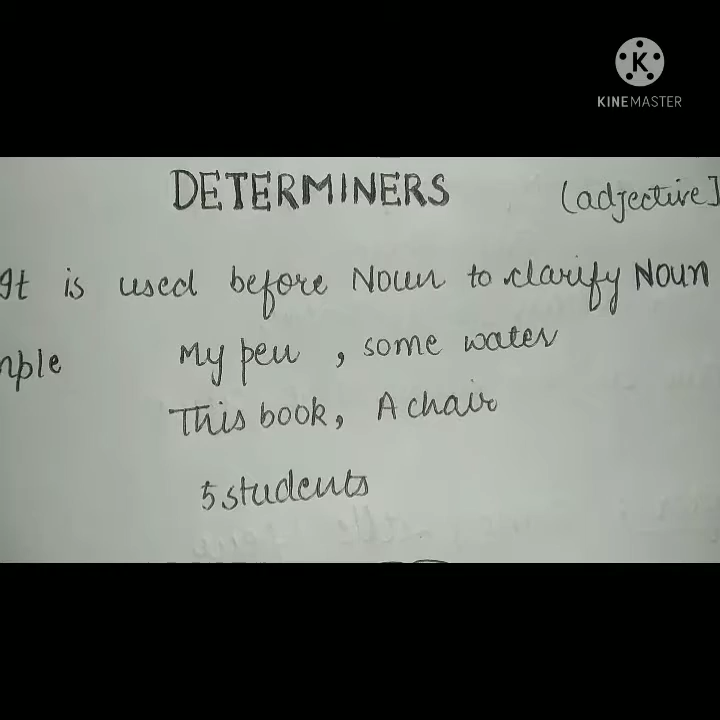 K
KINEMASTER
DETERMINERS (adjective]
It is used before Noun to clarify Noun
mple My pen , some water
This book, A chair
5 students